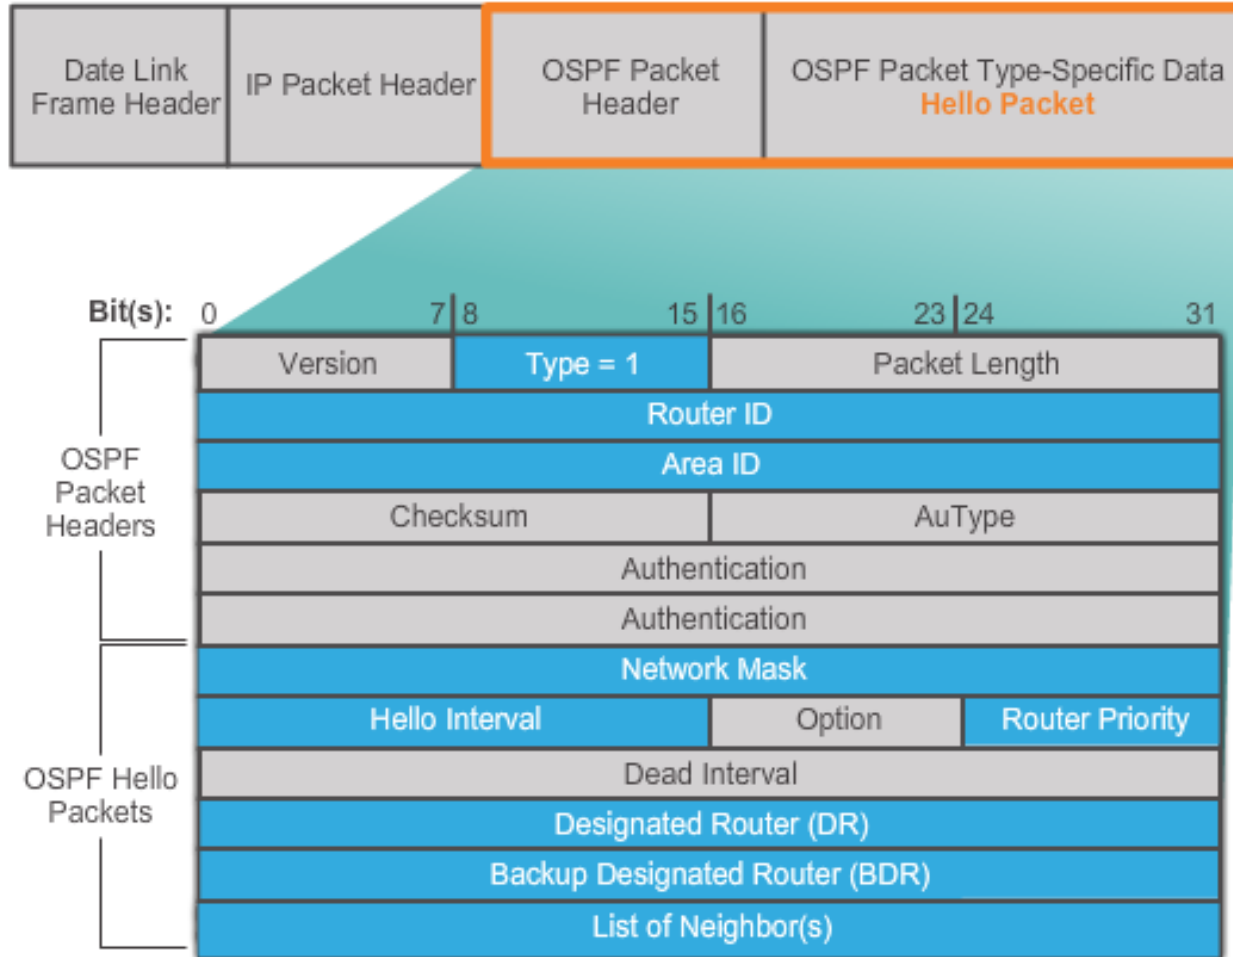 Date Link
Frame Header
IP Packet Header
OSPF Packet
Header
OSPF Packet Type-Specific Data
Hello Packet
Bit(s): 0 7 8 15 16 23 24 31
OSPF
Packet
Headers
Version Type = 1 Packet Length
Router ID
Area ID
Checksum AuType
Authentication
Authentication
OSPF Hello
Packets
Network Mask
Hello Interval Option Router Priority
Dead Interval
Designated Router (DR)
Backup Designated Router (BDR)
List of Neighbor(s)